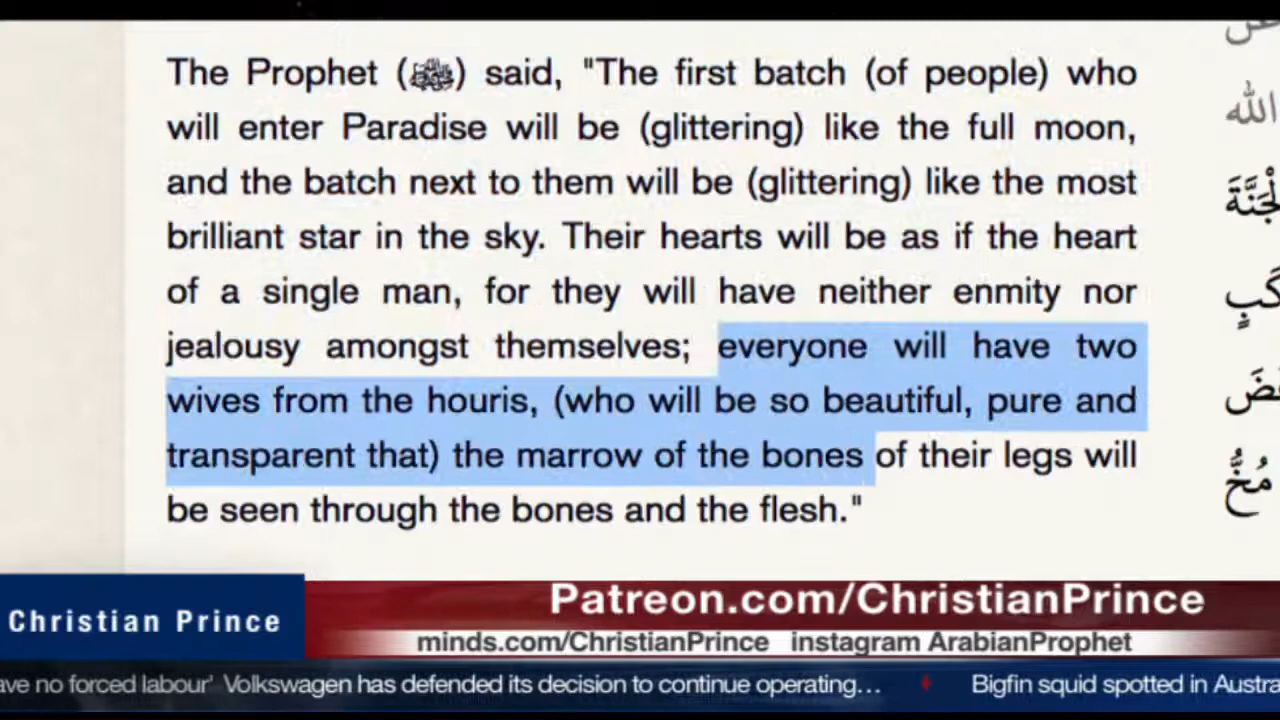 The Prophet (ﷺ) said, "The first batch (of people) who
will enter Paradise will be (glittering) like the full moon,
and the batch next to them will be (glittering) like the most
brilliant star in the sky. Their hearts will be as if the heart
of a single man, for they will have neither enmity nor
jealousy amongst themselves; everyone will have two
wives from the houris, (who will be so beautiful, pure and
transparent that) the marrow of the bones of their legs will
be seen through the bones and the flesh."
الله
مُخُّ
Christian Prince
Patreon.com/ChristianPrince
minds.com/ChristianPrince instagram ArabianProphet
ave no forced labour' Volkswagen has defended its decision to continue operating... Bigfin squid spotted in Austra